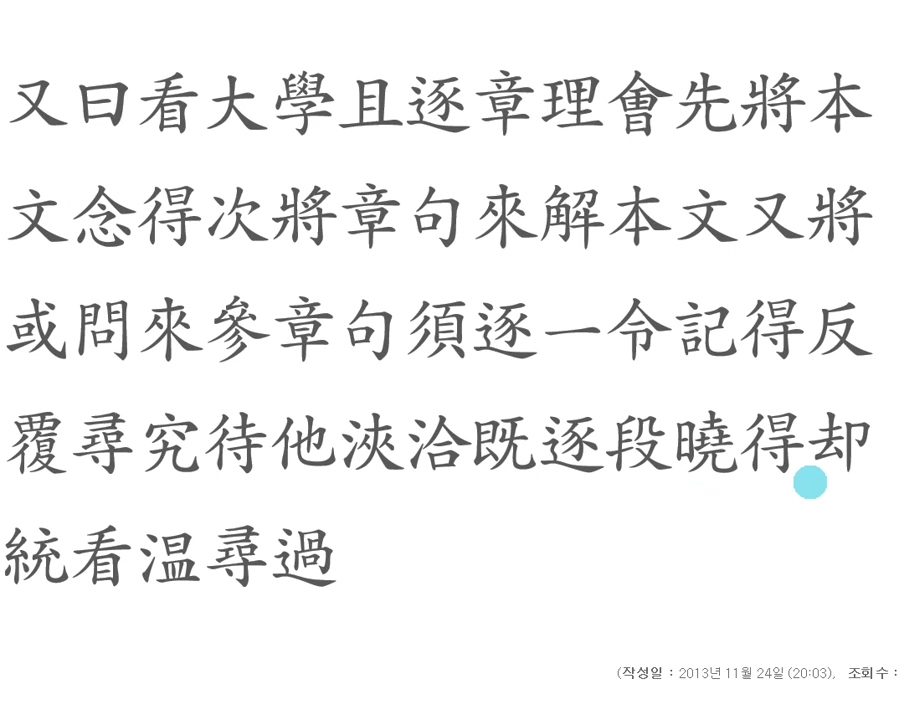 又曰看大學且逐章理會先將本
文念得次將章句來解本文又將
或問來參章句須逐一令記得反
覆尋究待他浹洽既逐段曉得却
統看温尋過
(작성일 : 2013년 11월 24일 (20:03), 조회수 :